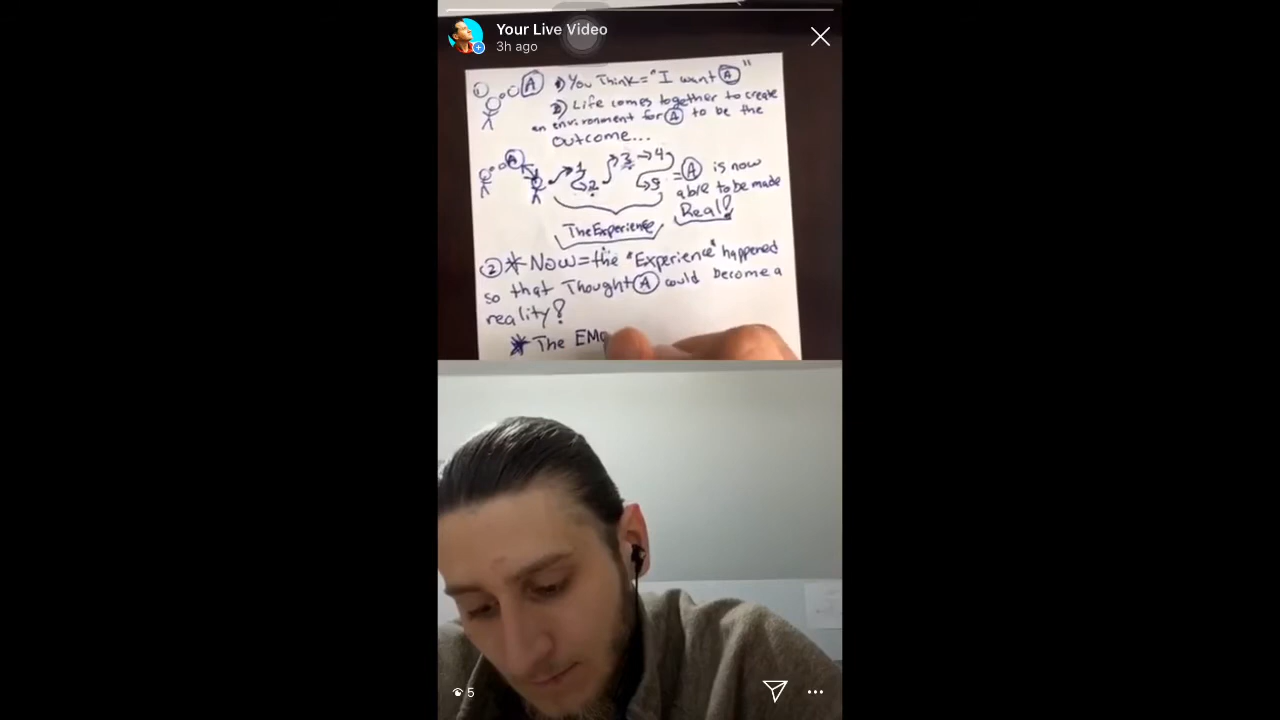 Your Live Video
3h ago
1) You Think = "I want A"
2) Life comes together to create
an environment for A to be the
outcome...
A 1 2 3 → 4 5 = A is now
able to be made
Real!
The Experience
2 * Now = the "Experience" happened
so that Thought A could become a
reality!
* The EMO
5